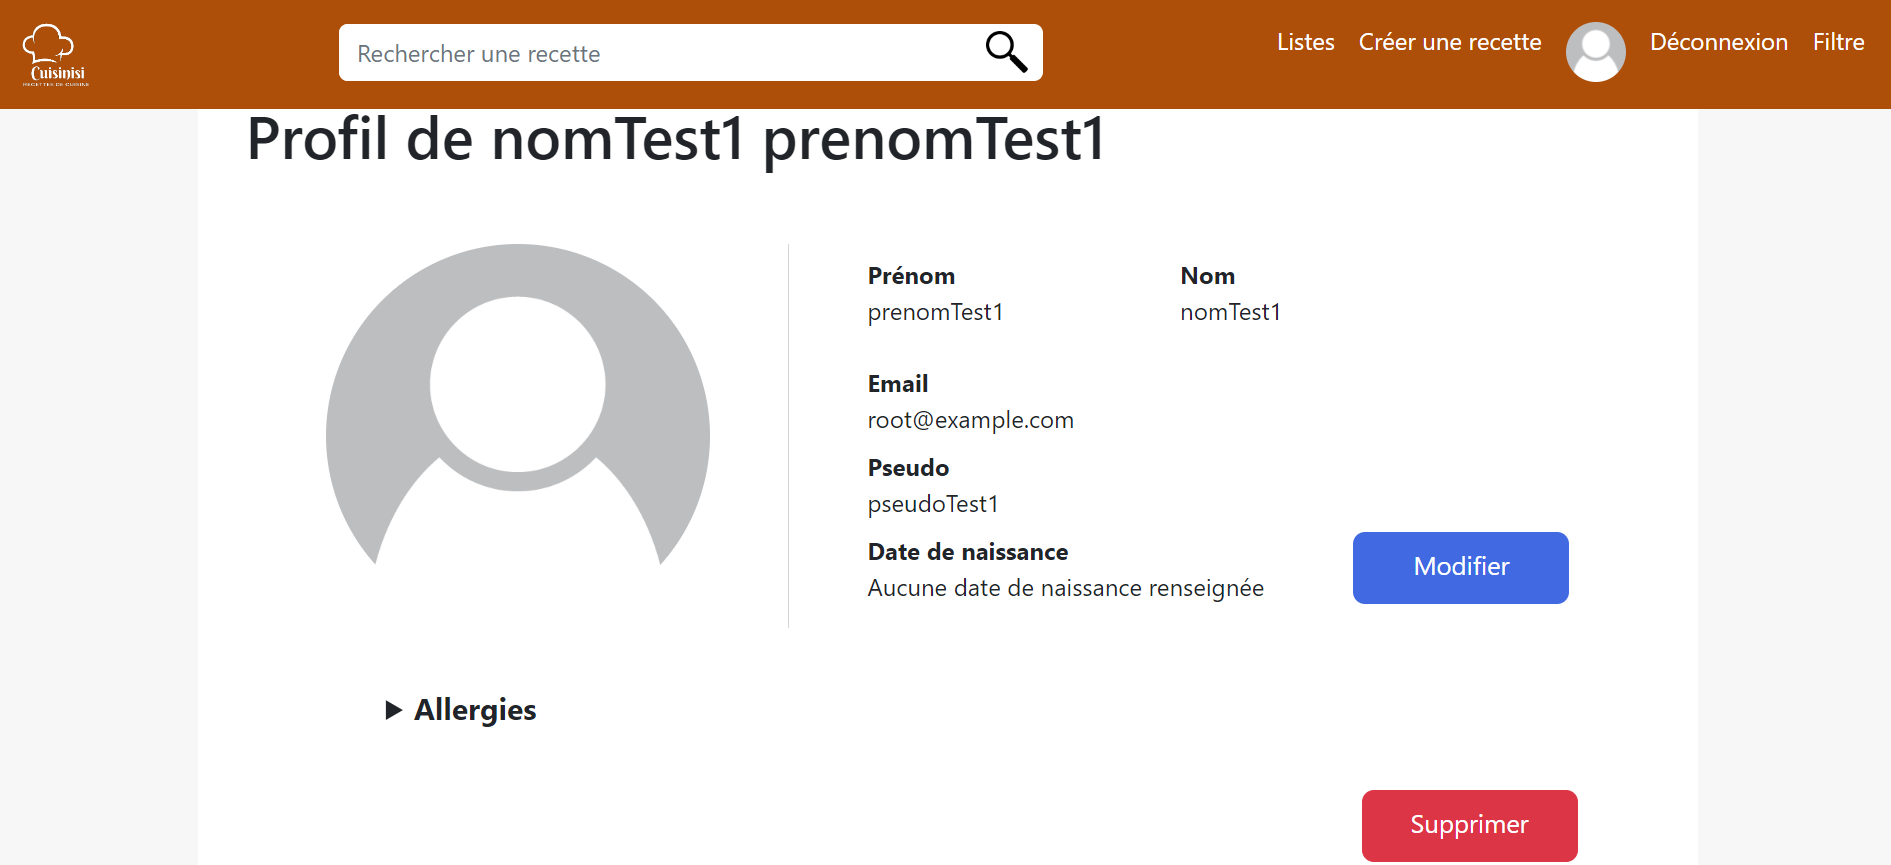 Cuisinisi
RECETTES DE CUISINE
Rechercher une recette
Listes Créer une recette Déconnexion Filtre
Profil de nomTest1 prenomTest1
Prénom Nom
prenomTest1 nomTest1
Email
root@example.com
Pseudo
pseudoTest1
Date de naissance
Aucune date de naissance renseignée
Modifier
Allergies
Supprimer